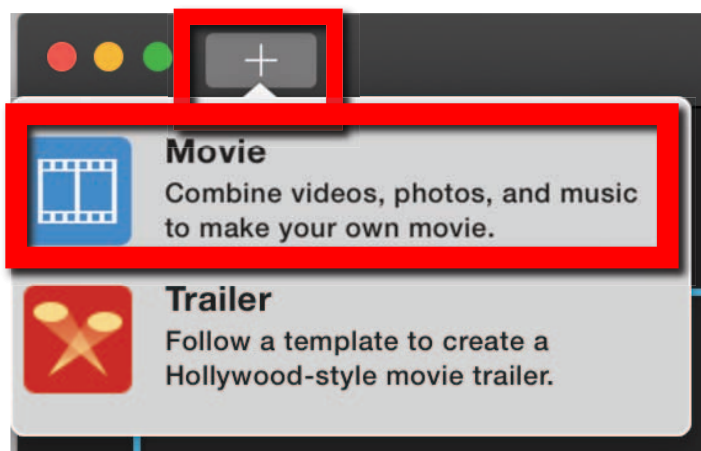 Movie
Combine videos, photos, and music
to make your own movie.
Trailer
Follow a template to create a
Hollywood-style movie trailer.